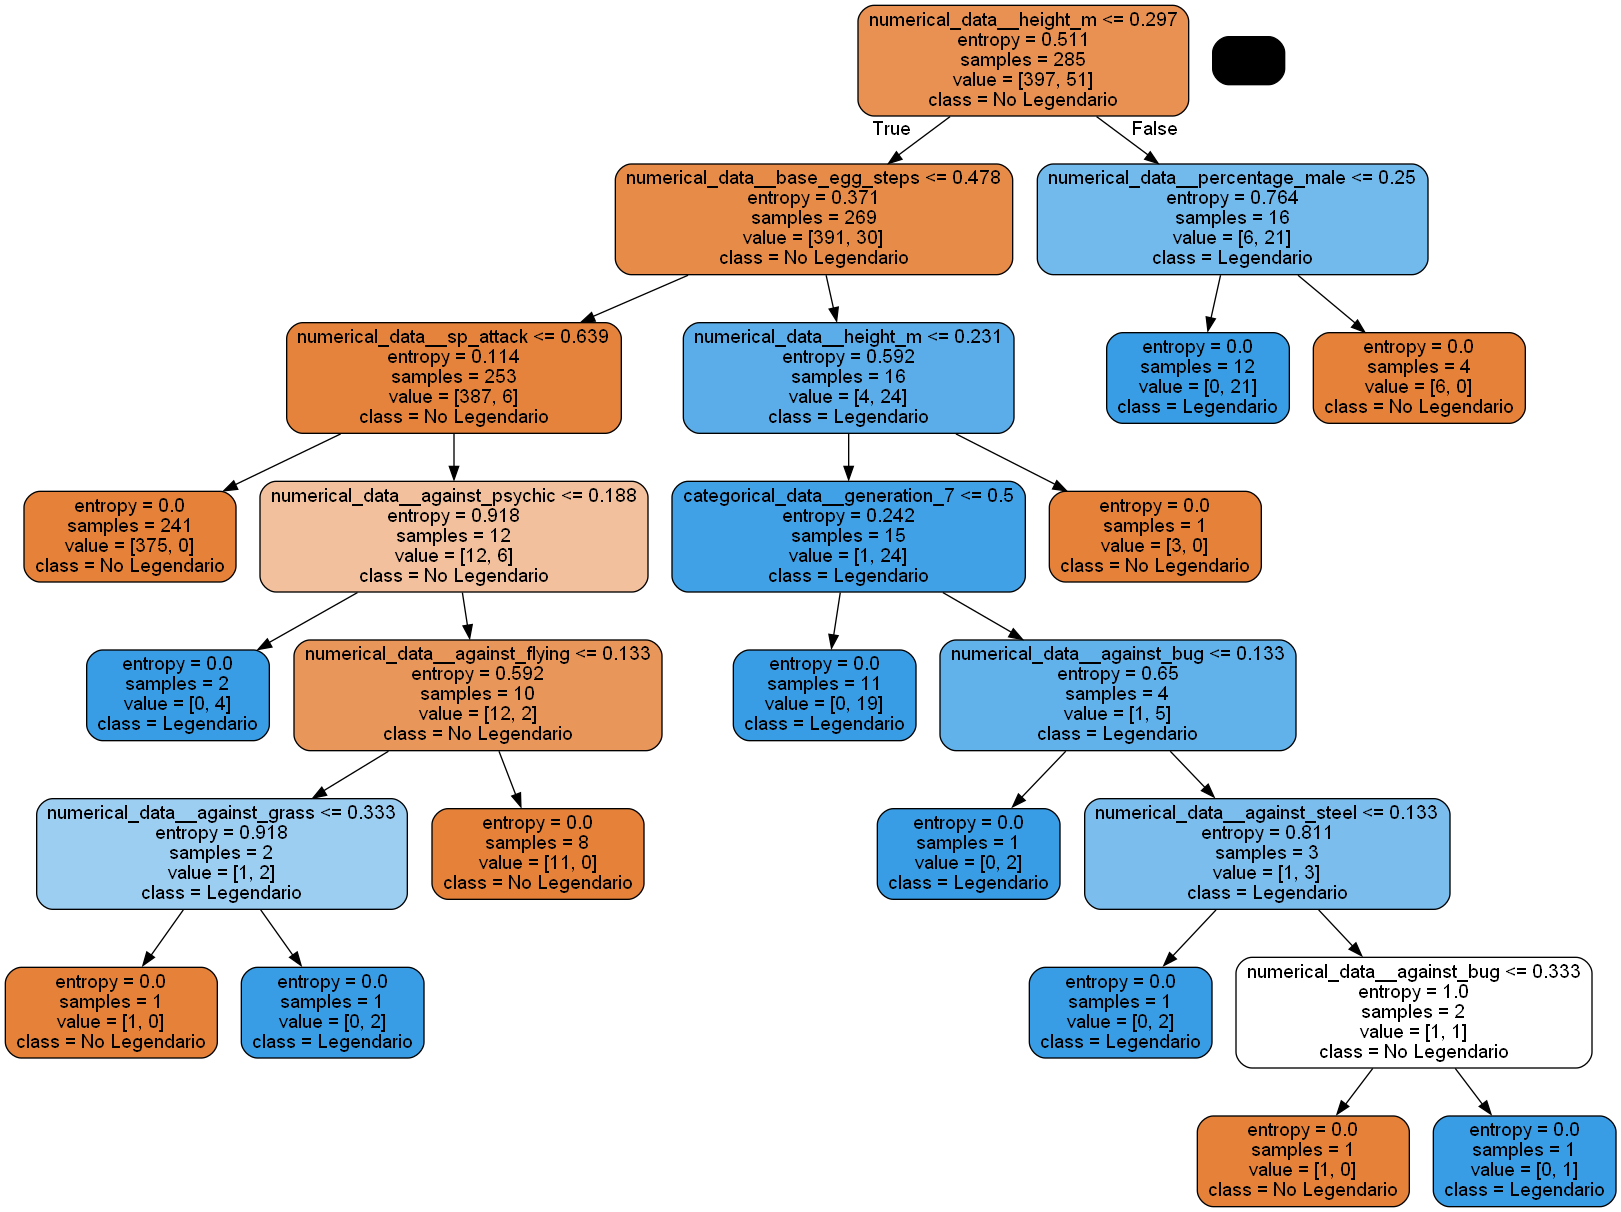 numerical_data__height_m <= 0.297
entropy = 0.511
samples = 285
value = [397, 51]
class = No Legendario
True
False
numerical_data__base_egg_steps <= 0.478
entropy = 0.371
samples = 269
value = [391, 30]
class = No Legendario
numerical_data__percentage_male <= 0.25
entropy = 0.764
samples = 16
value = [6, 21]
class = Legendario
numerical_data__sp_attack <= 0.639
entropy = 0.114
samples = 253
value = [387, 6]
class = No Legendario
numerical_data__height_m <= 0.231
entropy = 0.592
samples = 16
value = [4, 24]
class = Legendario
entropy = 0.0
samples = 12
value = [0, 21]
class = Legendario
entropy = 0.0
samples = 4
value = [6, 0]
class = No Legendario
entropy = 0.0
samples = 241
value = [375, 0]
class = No Legendario
numerical_data__against_psychic <= 0.188
entropy = 0.918
samples = 12
value = [12, 6]
class = No Legendario
categorical_data__generation_7 <= 0.5
entropy = 0.242
samples = 15
value = [1, 24]
class = Legendario
entropy = 0.0
samples = 1
value = [3, 0]
class = No Legendario
entropy = 0.0
samples = 2
value = [0, 4]
class = Legendario
numerical_data__against_flying <= 0.133
entropy = 0.592
samples = 10
value = [12, 2]
class = No Legendario
entropy = 0.0
samples = 11
value = [0, 19]
class = Legendario
numerical_data__against_bug <= 0.133
entropy = 0.65
samples = 4
value = [1, 5]
class = Legendario
numerical_data__against_grass <= 0.333
entropy = 0.918
samples = 2
value = [1, 2]
class = Legendario
entropy = 0.0
samples = 8
value = [11, 0]
class = No Legendario
entropy = 0.0
samples = 1
value = [0, 2]
class = Legendario
numerical_data__against_steel <= 0.133
entropy = 0.811
samples = 3
value = [1, 3]
class = Legendario
entropy = 0.0
samples = 1
value = [1, 0]
class = No Legendario
entropy = 0.0
samples = 1
value = [0, 2]
class = Legendario
entropy = 0.0
samples = 1
value = [0, 2]
class = Legendario
numerical_data__against_bug <= 0.333
entropy = 1.0
samples = 2
value = [1, 1]
class = No Legendario
entropy = 0.0
samples = 1
value = [1, 0]
class = No Legendario
entropy = 0.0
samples = 1
value = [0, 1]
class = Legendario